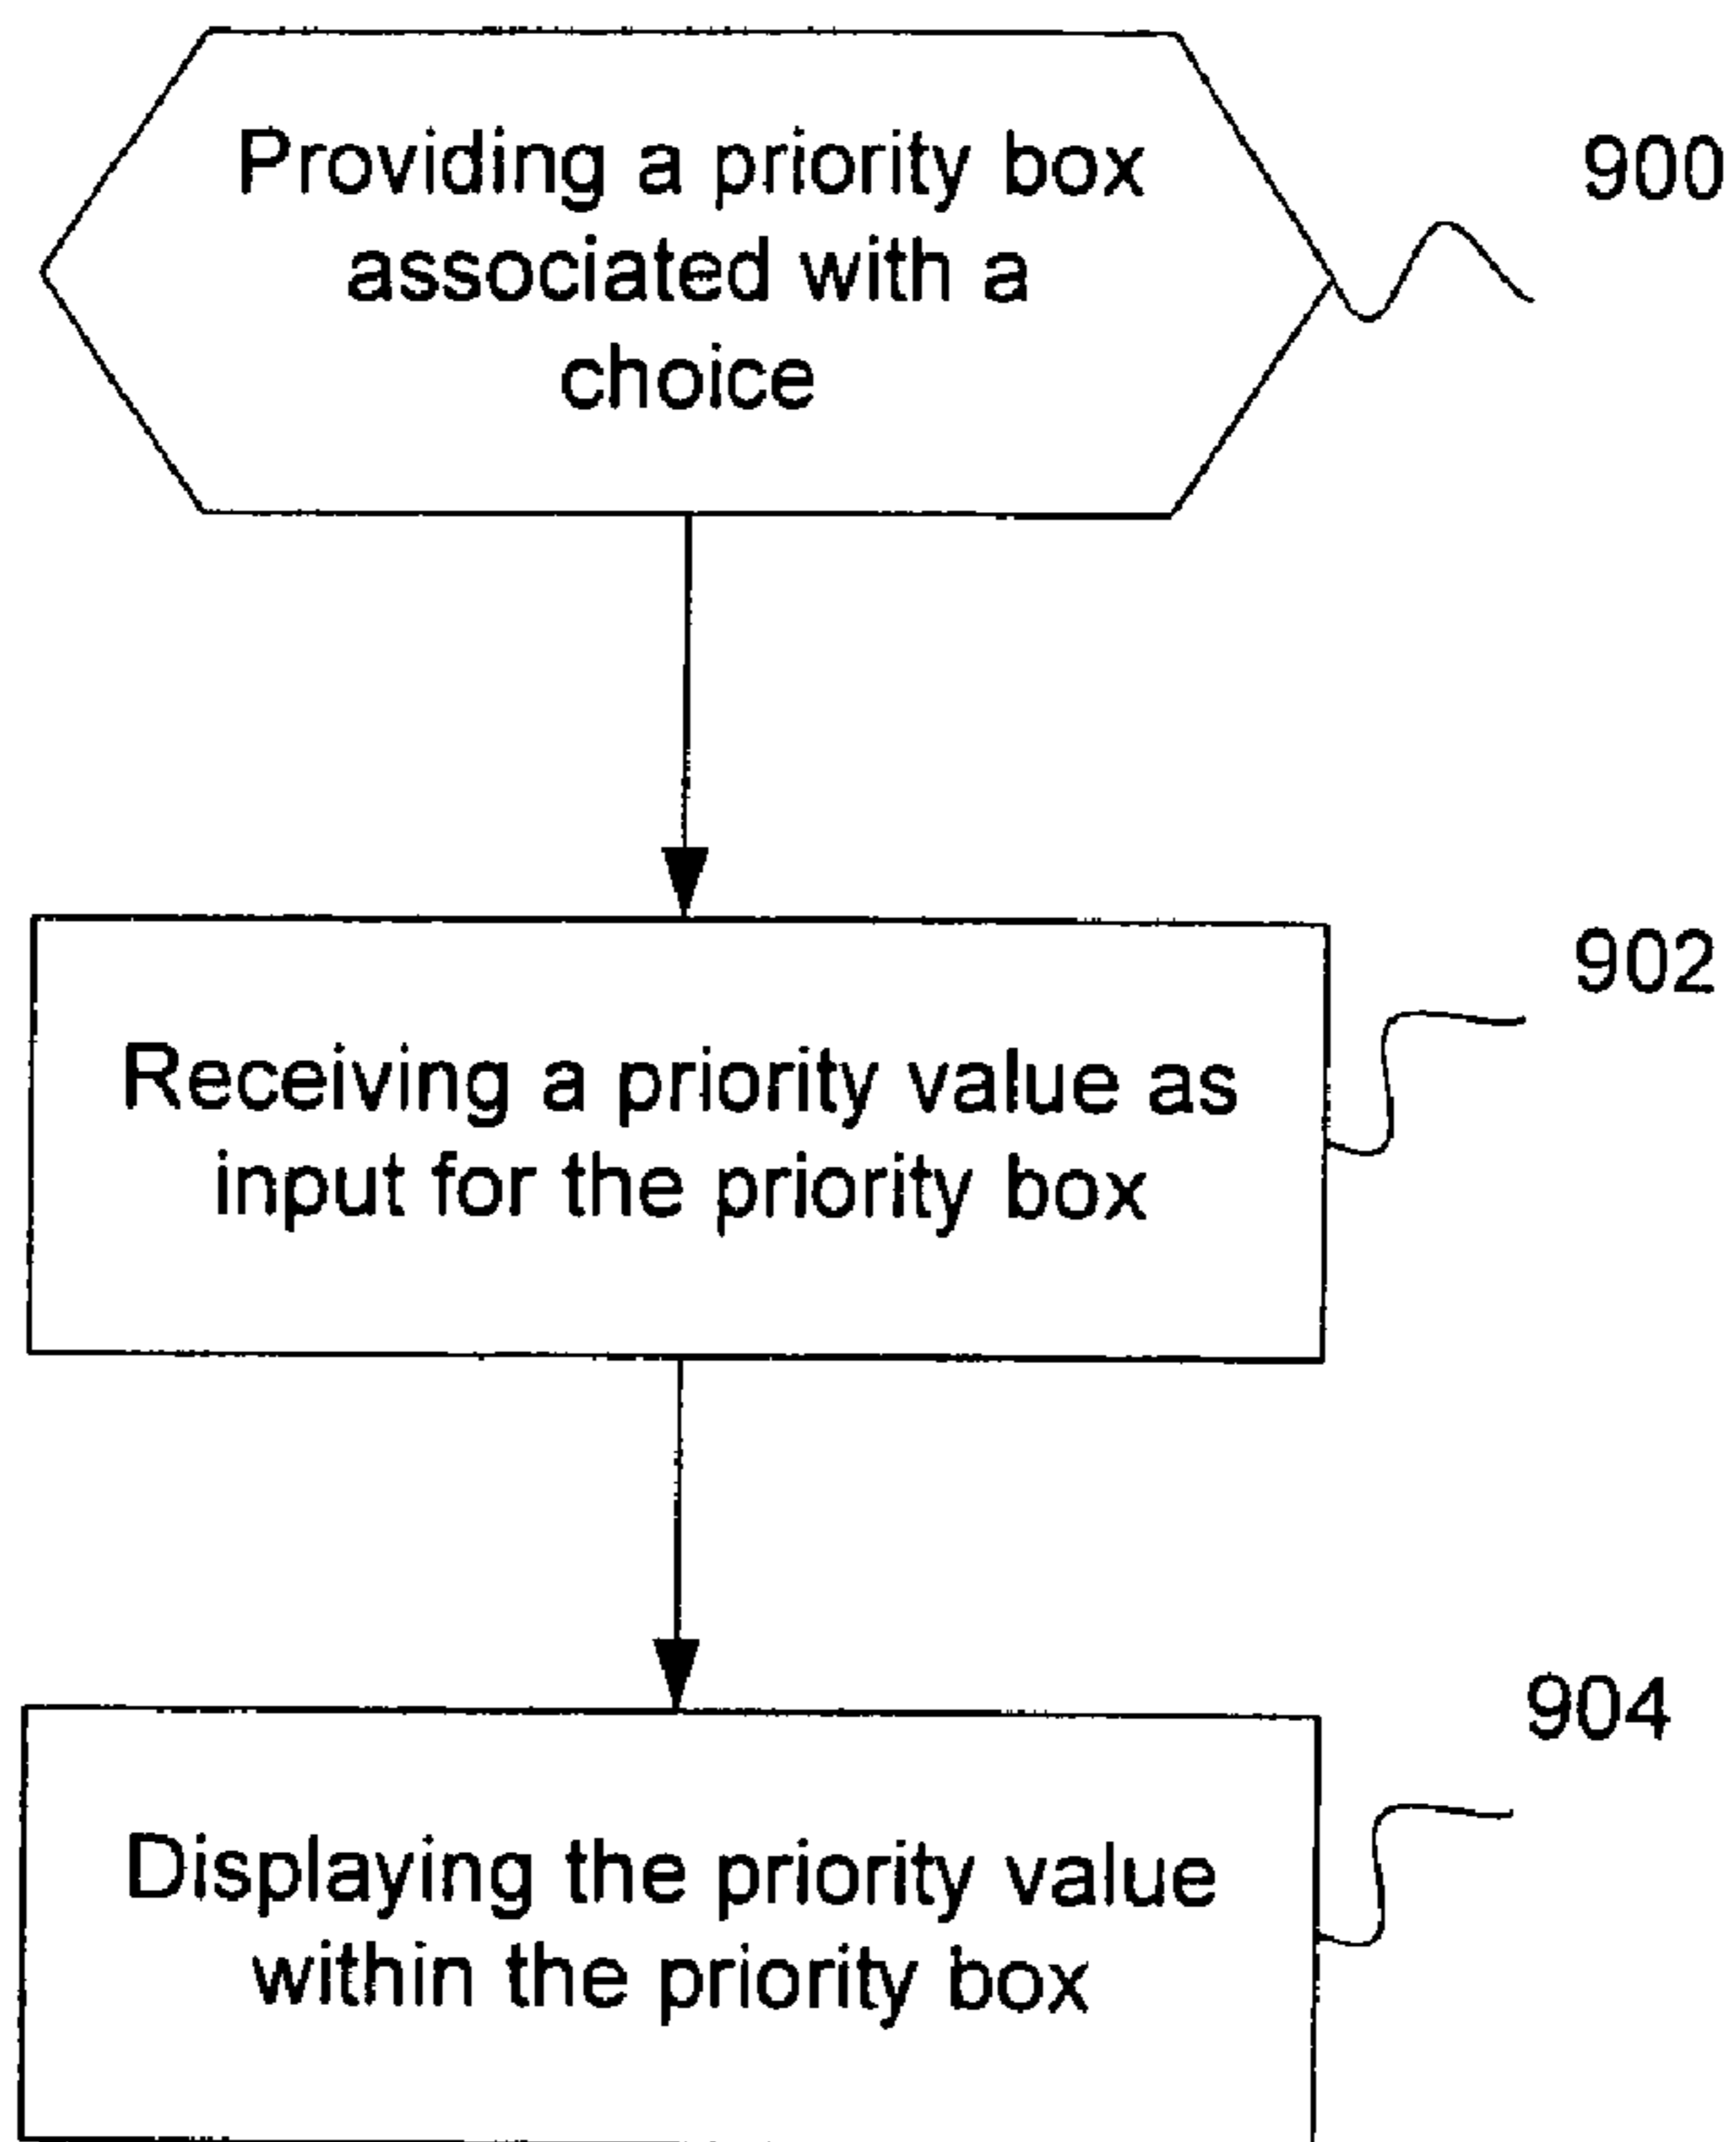 Providing a priority box
associated with a
choice
900
902
Receiving a priority value as
input for the priority box
904
Displaying the priority value
within the priority box